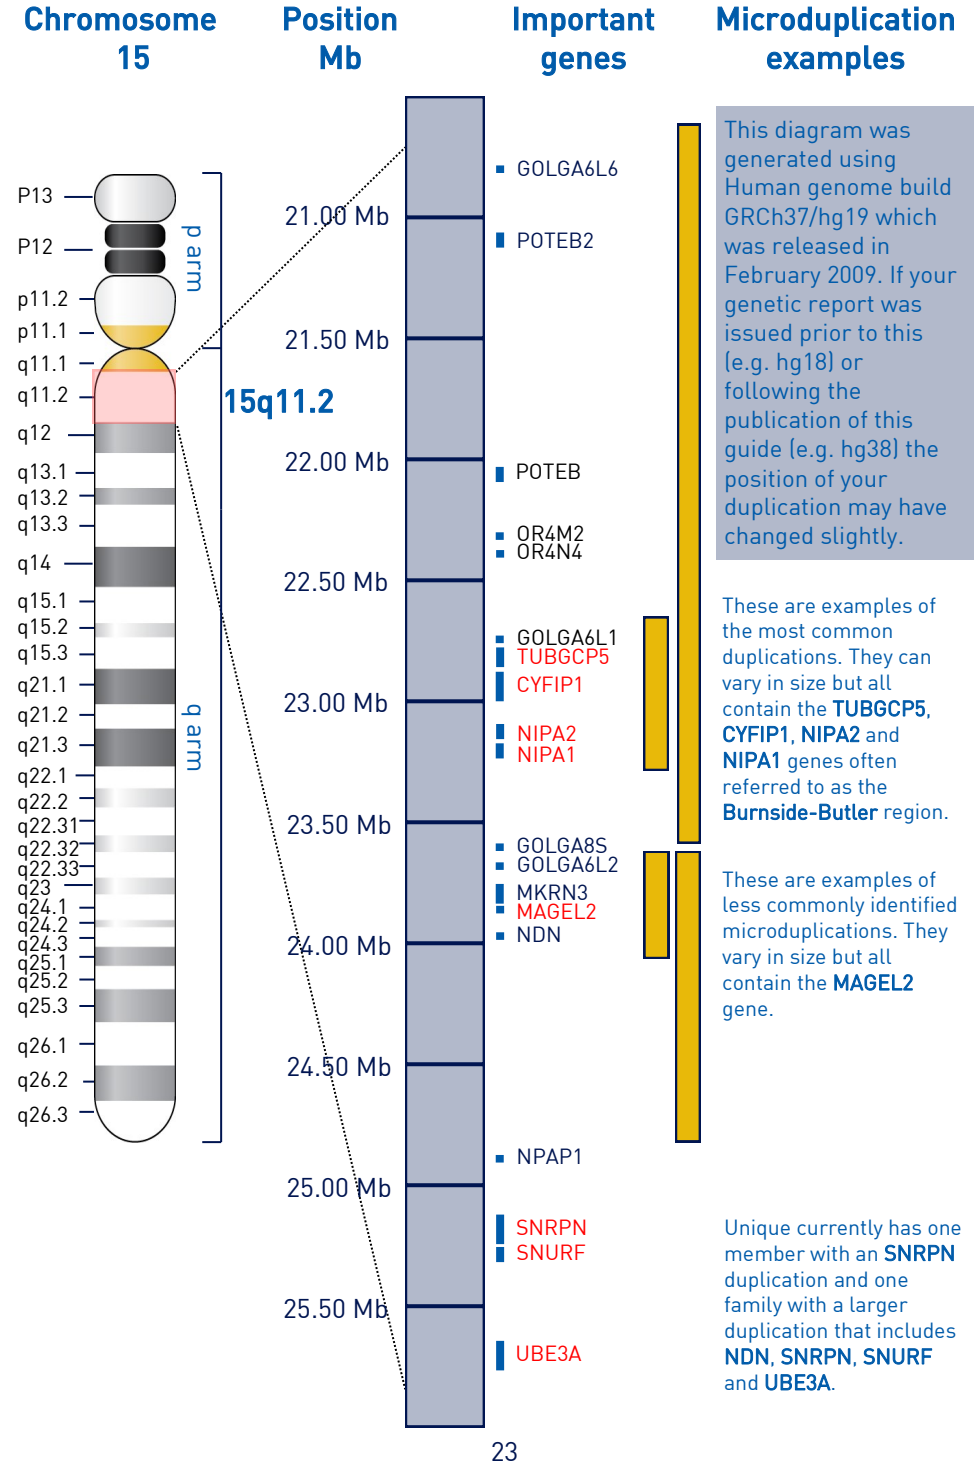 Chromosome
15
Position
Mb
Important
genes
Microduplication
examples
P13
P12
p11.2
p11.1
q11.1
q11.2
q12
q13.1
q13.2
q13.3
q14
q15.1
q15.2
q15.3
q21.1
q21.2
q21.3
q22.1
q22.2
q22.31
q22.32
q22.33
q23
q24.1
q24.2
q24.3
q25.1
q25.2
q25.3
q26.1
q26.2
q26.3
p arm
q arm
15q11.2
21.00 Mb
21.50 Mb
22.00 Mb
22.50 Mb
23.00 Mb
23.50 Mb
24.00 Mb
24.50 Mb
25.00 Mb
25.50 Mb
GOLGA6L6
POTEB2
POTEB
OR4M2
OR4N4
GOLGA6L1
TUBGCP5
CYFIP1
NIPA2
NIPA1
GOLGA8S
GOLGA6L2
MKRN3
MAGEL2
NDN
NPAP1
SNRPN
SNURF
UBE3A
This diagram was
generated using
Human genome build
GRCh37/hg19 which
was released in
February 2009. If your
genetic report was
issued prior to this
(e.g. hg18) or
following the
publication of this
guide (e.g. hg38) the
position of your
duplication may have
changed slightly.
These are examples of
the most common
duplications. They can
vary in size but all
contain the TUBGCP5,
CYFIP1, NIPA2 and
NIPA1 genes often
referred to as the
Burnside-Butler region.
These are examples of
less commonly identified
microduplications. They
vary in size but all
contain the MAGEL2
gene.
Unique currently has one
member with an SNRPN
duplication and one
family with a larger
duplication that includes
NDN, SNRPN, SNURF
and UBE3A.
23